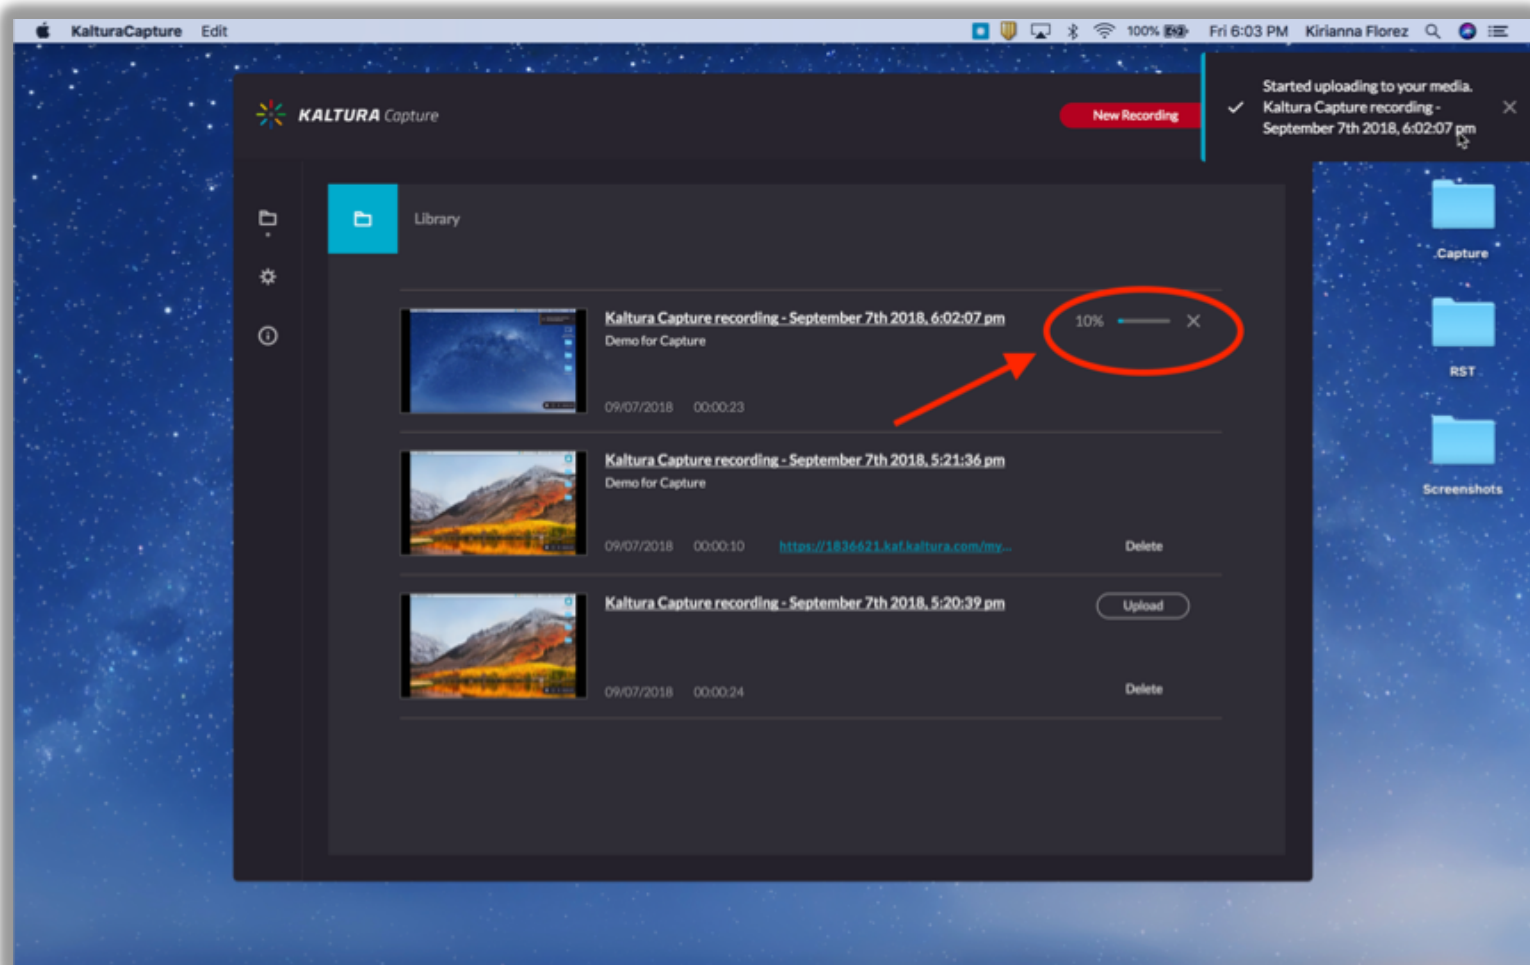 KalturaCapture Edit 100% Fri 6:03 PM Kirianna Florez
Started uploading to your media.
Kaltura Capture recording -
September 7th 2018, 6:02:07 pm
KALTURA Capture
New Recording
Library
Kaltura Capture recording - September 7th 2018, 6:02:07 pm
10%
Demo for Capture
09/07/2018 00:00:23
Kaltura Capture recording - September 7th 2018, 5:21:36 pm
Demo for Capture
09/07/2018 00:00:10 https://1836621.kaf.kaltura.com/my...
Delete
Kaltura Capture recording - September 7th 2018, 5:20:39 pm
Upload
09/07/2018 00:00:24
Delete
.Capture
RST
Screenshots